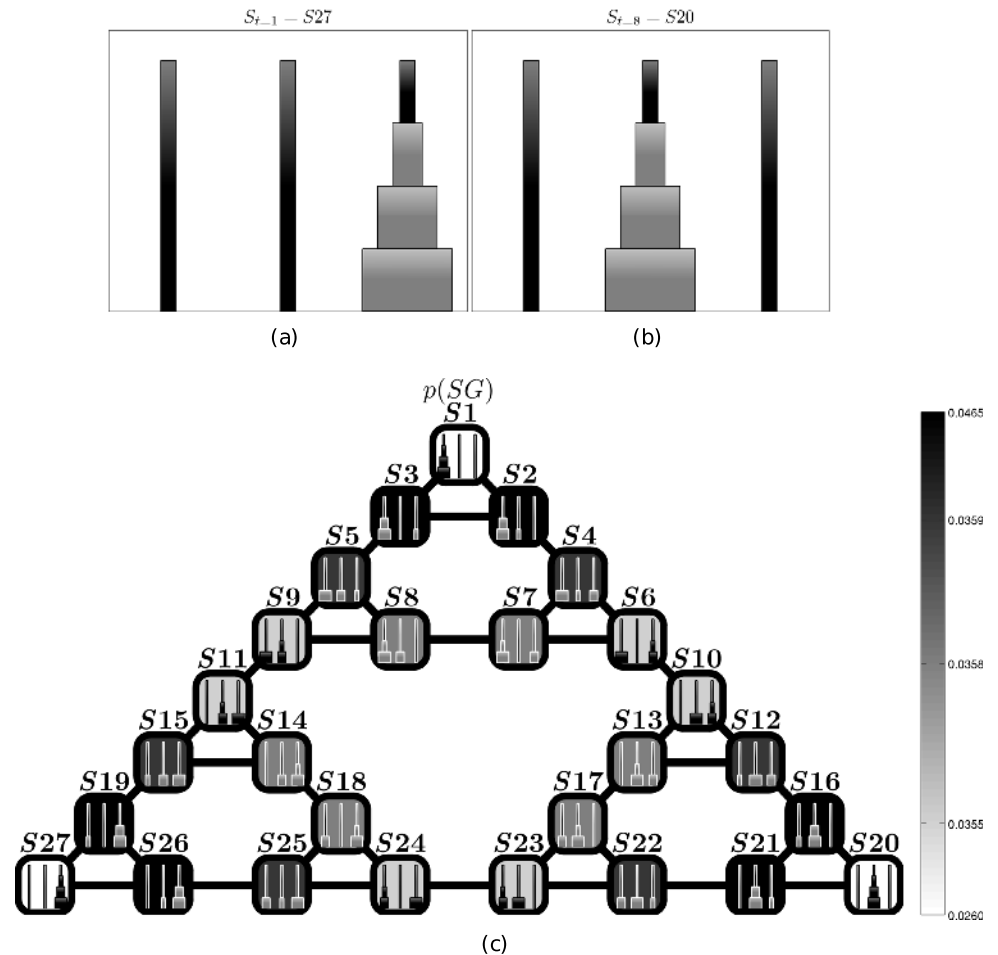 S_{t-1} - S27 S_{t-8} - S20
(a) (b)
p(SG)
S1
0.0465
S3 S2
0.0359
S5 S4
S9 S8 S7 S6
S11 S10
0.0358
S15 S14 S13 S12
S19 S18 S17 S16
0.0355
S27 S26 S25 S24 S23 S22 S21 S20
0.0260
(c)